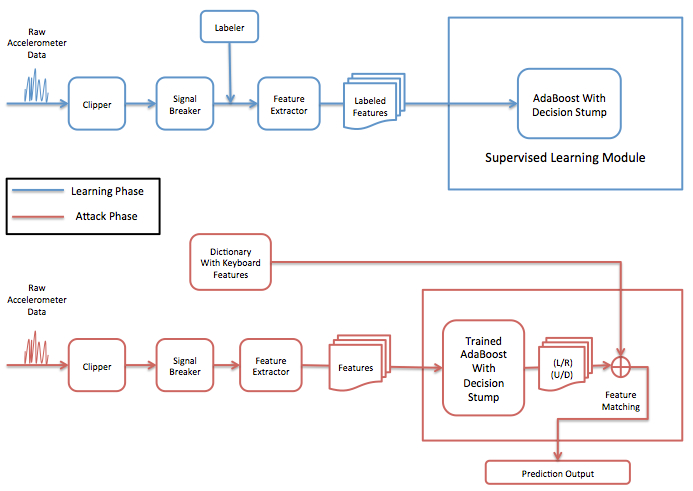 Labeler
Raw
Accelerometer
Data
Clipper
Signal
Breaker
Feature
Extractor
Labeled
Features
AdaBoost With
Decision Stump
Supervised Learning Module
Learning Phase
Attack Phase
Dictionary
With Keyboard
Features
Raw
Accelerometer
Data
Clipper
Signal
Breaker
Feature
Extractor
Features
Trained
AdaBoost
With
Decision
Stump
(L/R)
(U/D)
Feature
Matching
Prediction Output